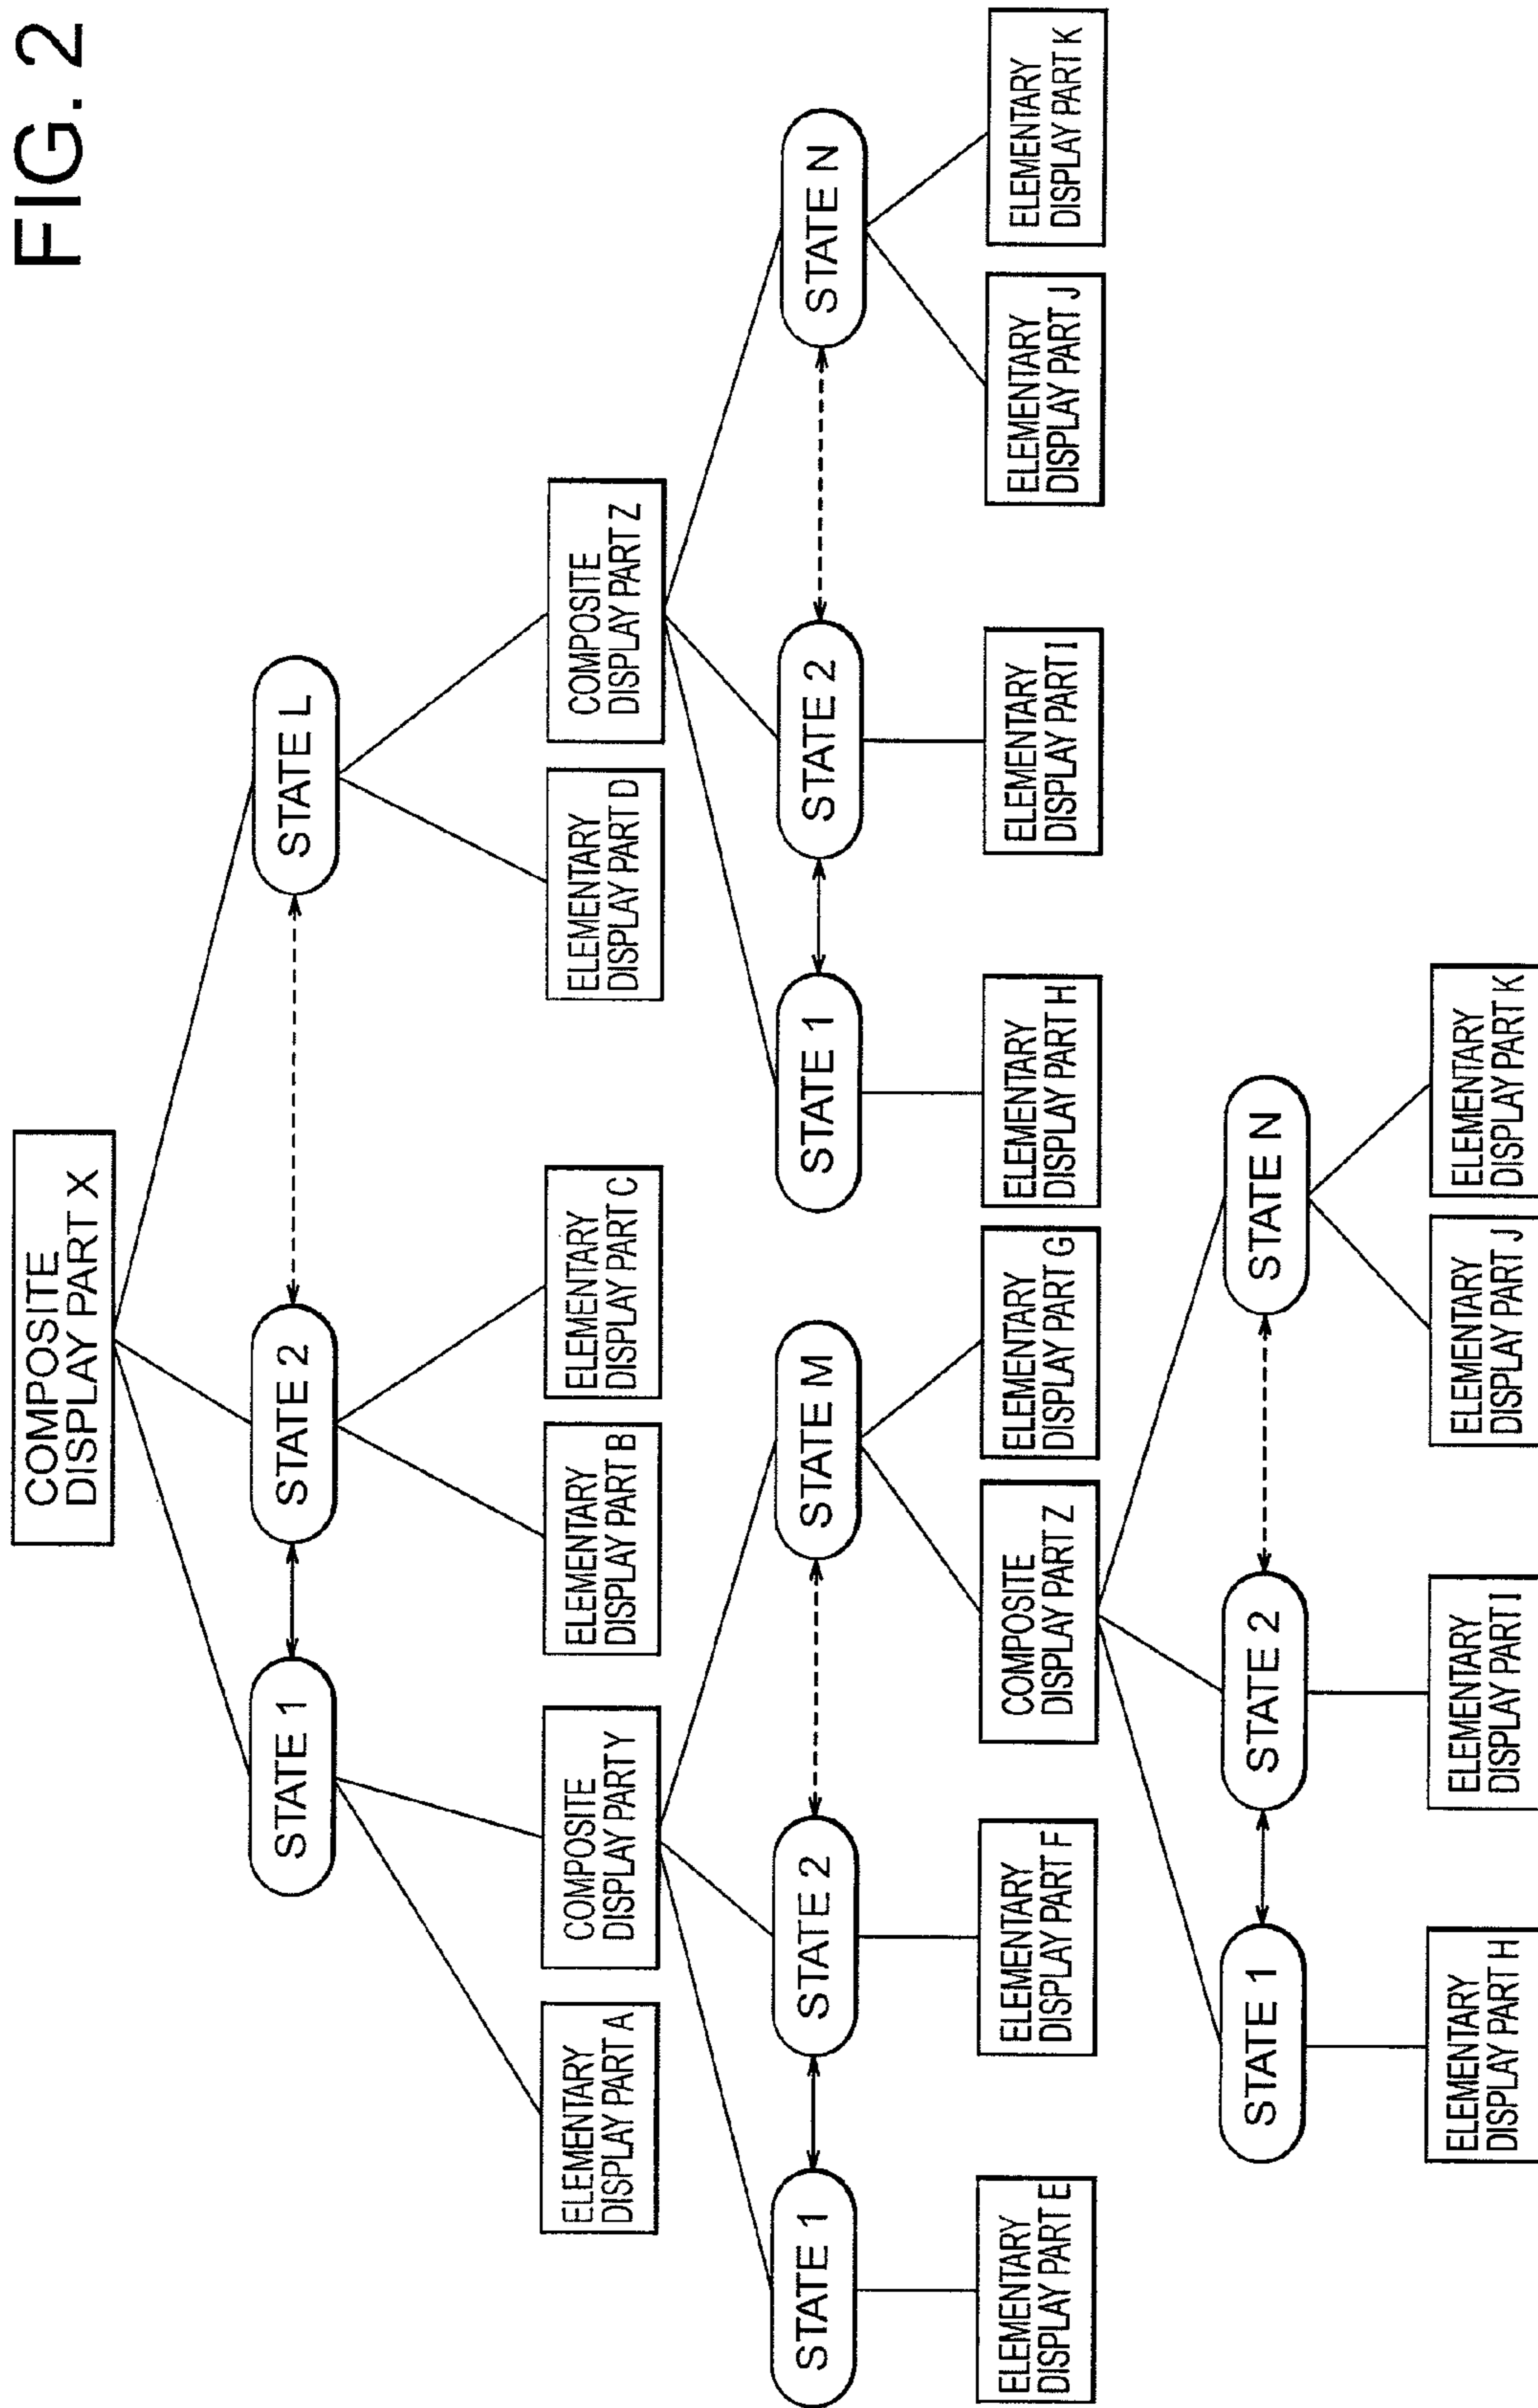 FIG. 2
COMPOSITE
DISPLAY PART X
STATE 1
STATE 2
STATE L
ELEMENTARY
DISPLAY PART A
COMPOSITE
DISPLAY PART Y
ELEMENTARY
DISPLAY PART B
ELEMENTARY
DISPLAY PART C
ELEMENTARY
DISPLAY PART D
COMPOSITE
DISPLAY PART Z
STATE 1
STATE 2
STATE M
STATE 1
STATE 2
STATE N
ELEMENTARY
DISPLAY PART E
ELEMENTARY
DISPLAY PART F
COMPOSITE
DISPLAY PART Z
ELEMENTARY
DISPLAY PART G
ELEMENTARY
DISPLAY PART H
ELEMENTARY
DISPLAY PART I
ELEMENTARY
DISPLAY PART J
ELEMENTARY
DISPLAY PART K
STATE 1
STATE 2
STATE N
ELEMENTARY
DISPLAY PART H
ELEMENTARY
DISPLAY PART I
ELEMENTARY
DISPLAY PART J
ELEMENTARY
DISPLAY PART K